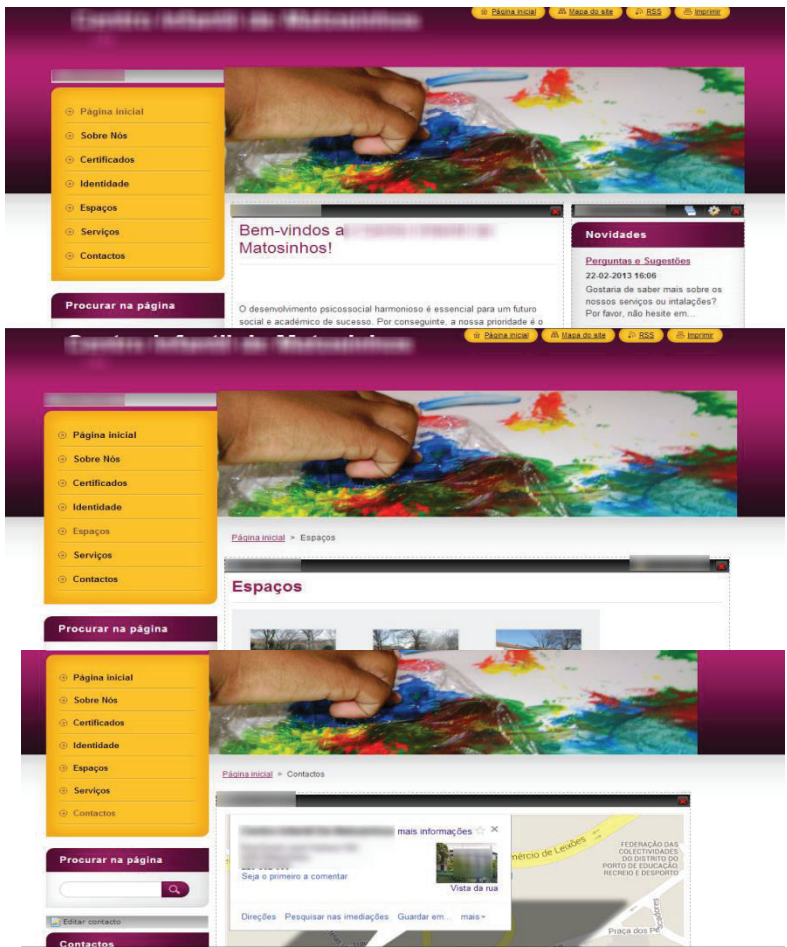 Página inicial Mapa do site RSS Imprimir
Página inicial
Sobre Nós
Certificados
Identidade
Espaços
Serviços
Contactos
Procurar na página
Bem-vindos a
Matosinhos!
O desenvolvimento psicossocial harmonioso é essencial para um futuro
social e académico de sucesso. Por conseguinte, a nossa prioridade é o
Novidades
Perguntas e Sugestões
22-02-2013 16:06
Gostaria de saber mais sobre os
nossos serviços ou intalações?
Por favor, não hesite em...
Página inicial Mapa do site RSS Imprimir
Página inicial
Sobre Nós
Certificados
Identidade
Espaços
Serviços
Contactos
Procurar na página
Página inicial » Espaços
Espaços
Página inicial
Sobre Nós
Certificados
Identidade
Espaços
Serviços
Contactos
Procurar na página
Editar contacto
Contactos
Página inicial » Contactos
mais informações
Seja o primeiro a comentar
Vista da rua
Direções Pesquisar nas imediações Guardar em... mais
mércio de Leixões
FEDERAÇÃO DAS
COLECTIVIDADES
DO DISTRITO DO
PORTO DE EDUCAÇÃO,
RECREIO E DESPORTO
Praça dos